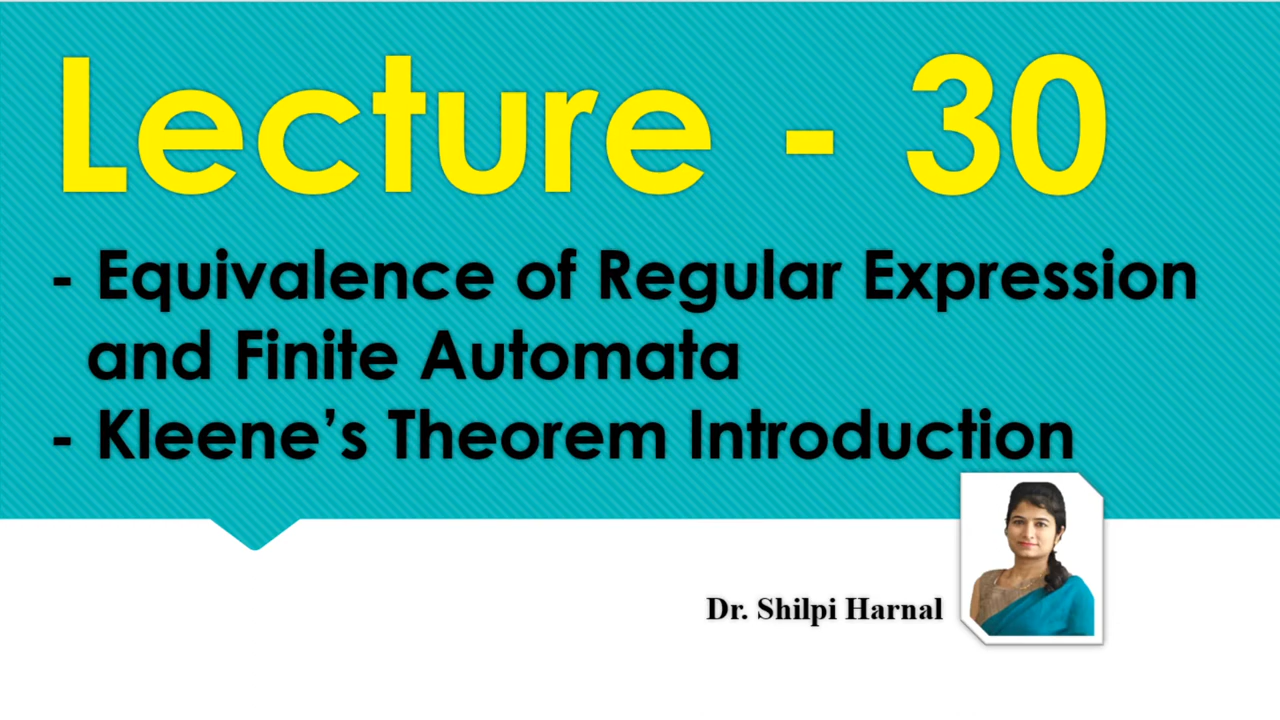 Lecture - 30
- Equivalence of Regular Expression
and Finite Automata
- Kleene’s Theorem Introduction
Dr. Shilpi Harnal